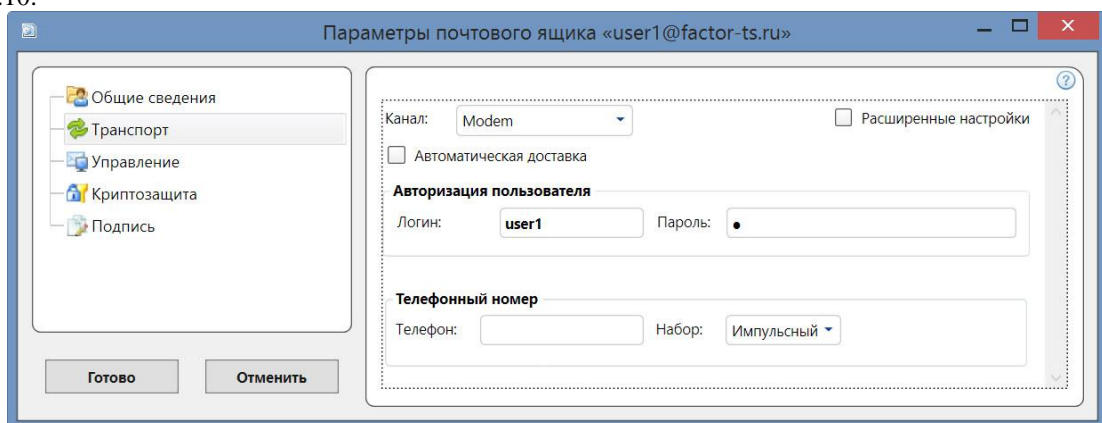 Параметры почтового ящика «user1@factor-ts.ru»
Общие сведения
Транспорт
Управление
Криптозащита
Подпись
Готово Отменить
Канал: Modem Расширенные настройки
Автоматическая доставка
Авторизация пользователя
Логин: user1 Пароль: ●
Телефонный номер
Телефон: Набор: Импульсный